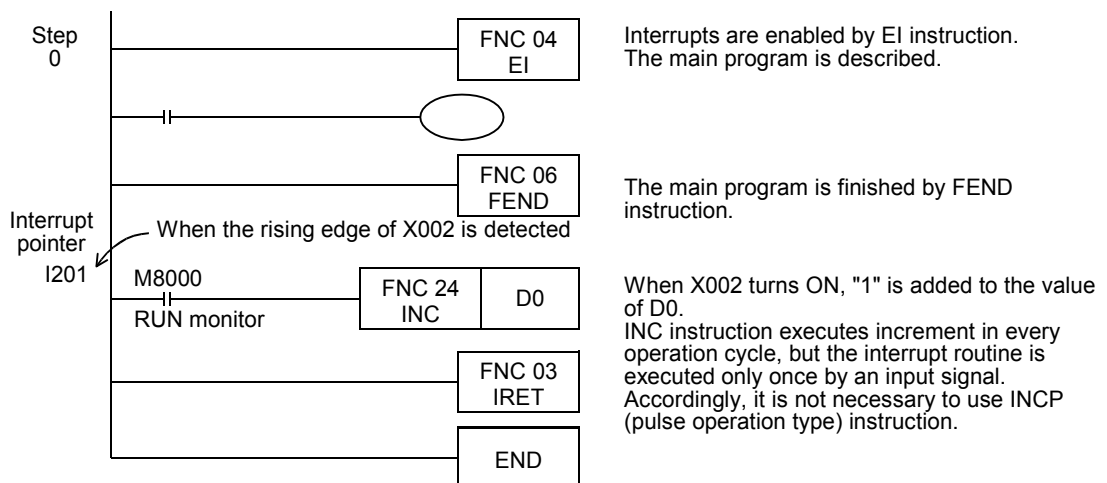 Step
0
FNC 04
EI
Interrupts are enabled by EI instruction.
The main program is described.
FNC 06
FEND
The main program is finished by FEND
instruction.
Interrupt
pointer
I201
When the rising edge of X002 is detected
M8000
RUN monitor
FNC 24
INC
D0
When X002 turns ON, "1" is added to the value
of D0.
INC instruction executes increment in every
operation cycle, but the interrupt routine is
executed only once by an input signal.
Accordingly, it is not necessary to use INCP
(pulse operation type) instruction.
FNC 03
IRET
END